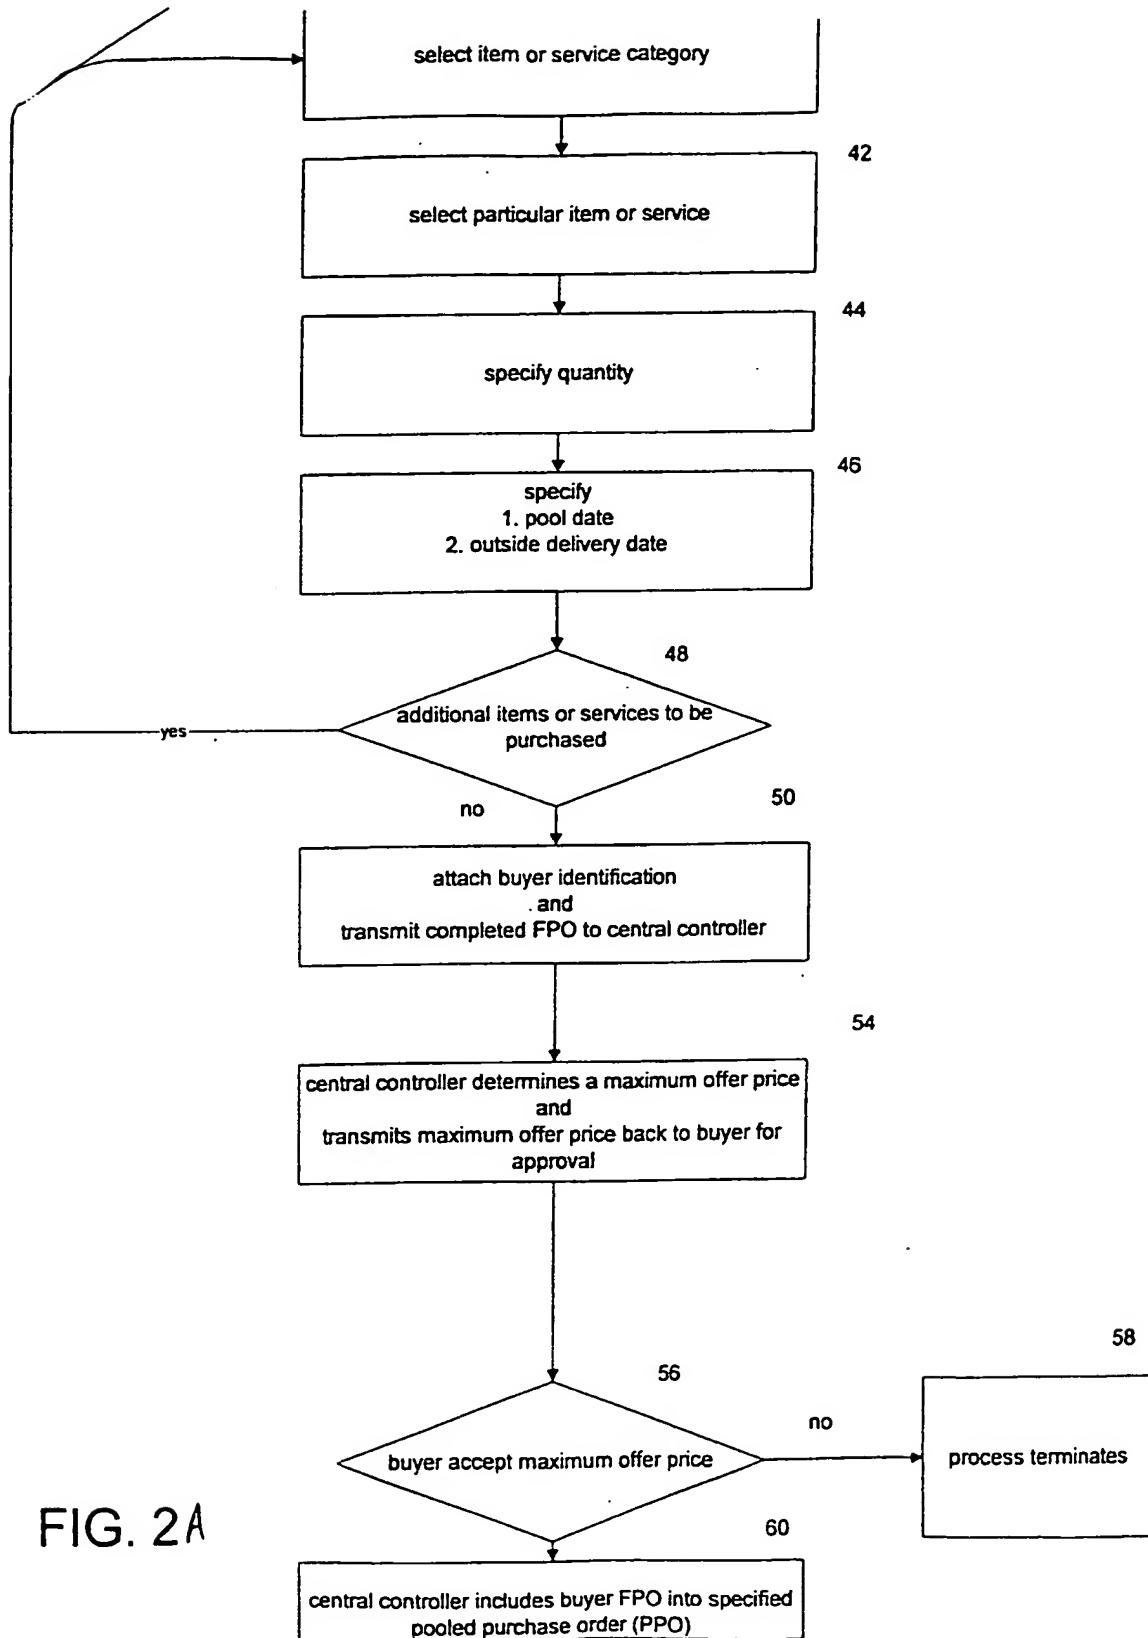 select item or service category
42
select particular item or service
44
specify quantity
46
specify
1. pool date
2. outside delivery date
48
additional items or services to be
purchased
yes
no
50
attach buyer identification
and
transmit completed FPO to central controller
54
central controller determines a maximum offer price
and
transmits maximum offer price back to buyer for
approval
56
58
buyer accept maximum offer price
no
process terminates
FIG. 2A
60
central controller includes buyer FPO into specified
pooled purchase order (PPO)